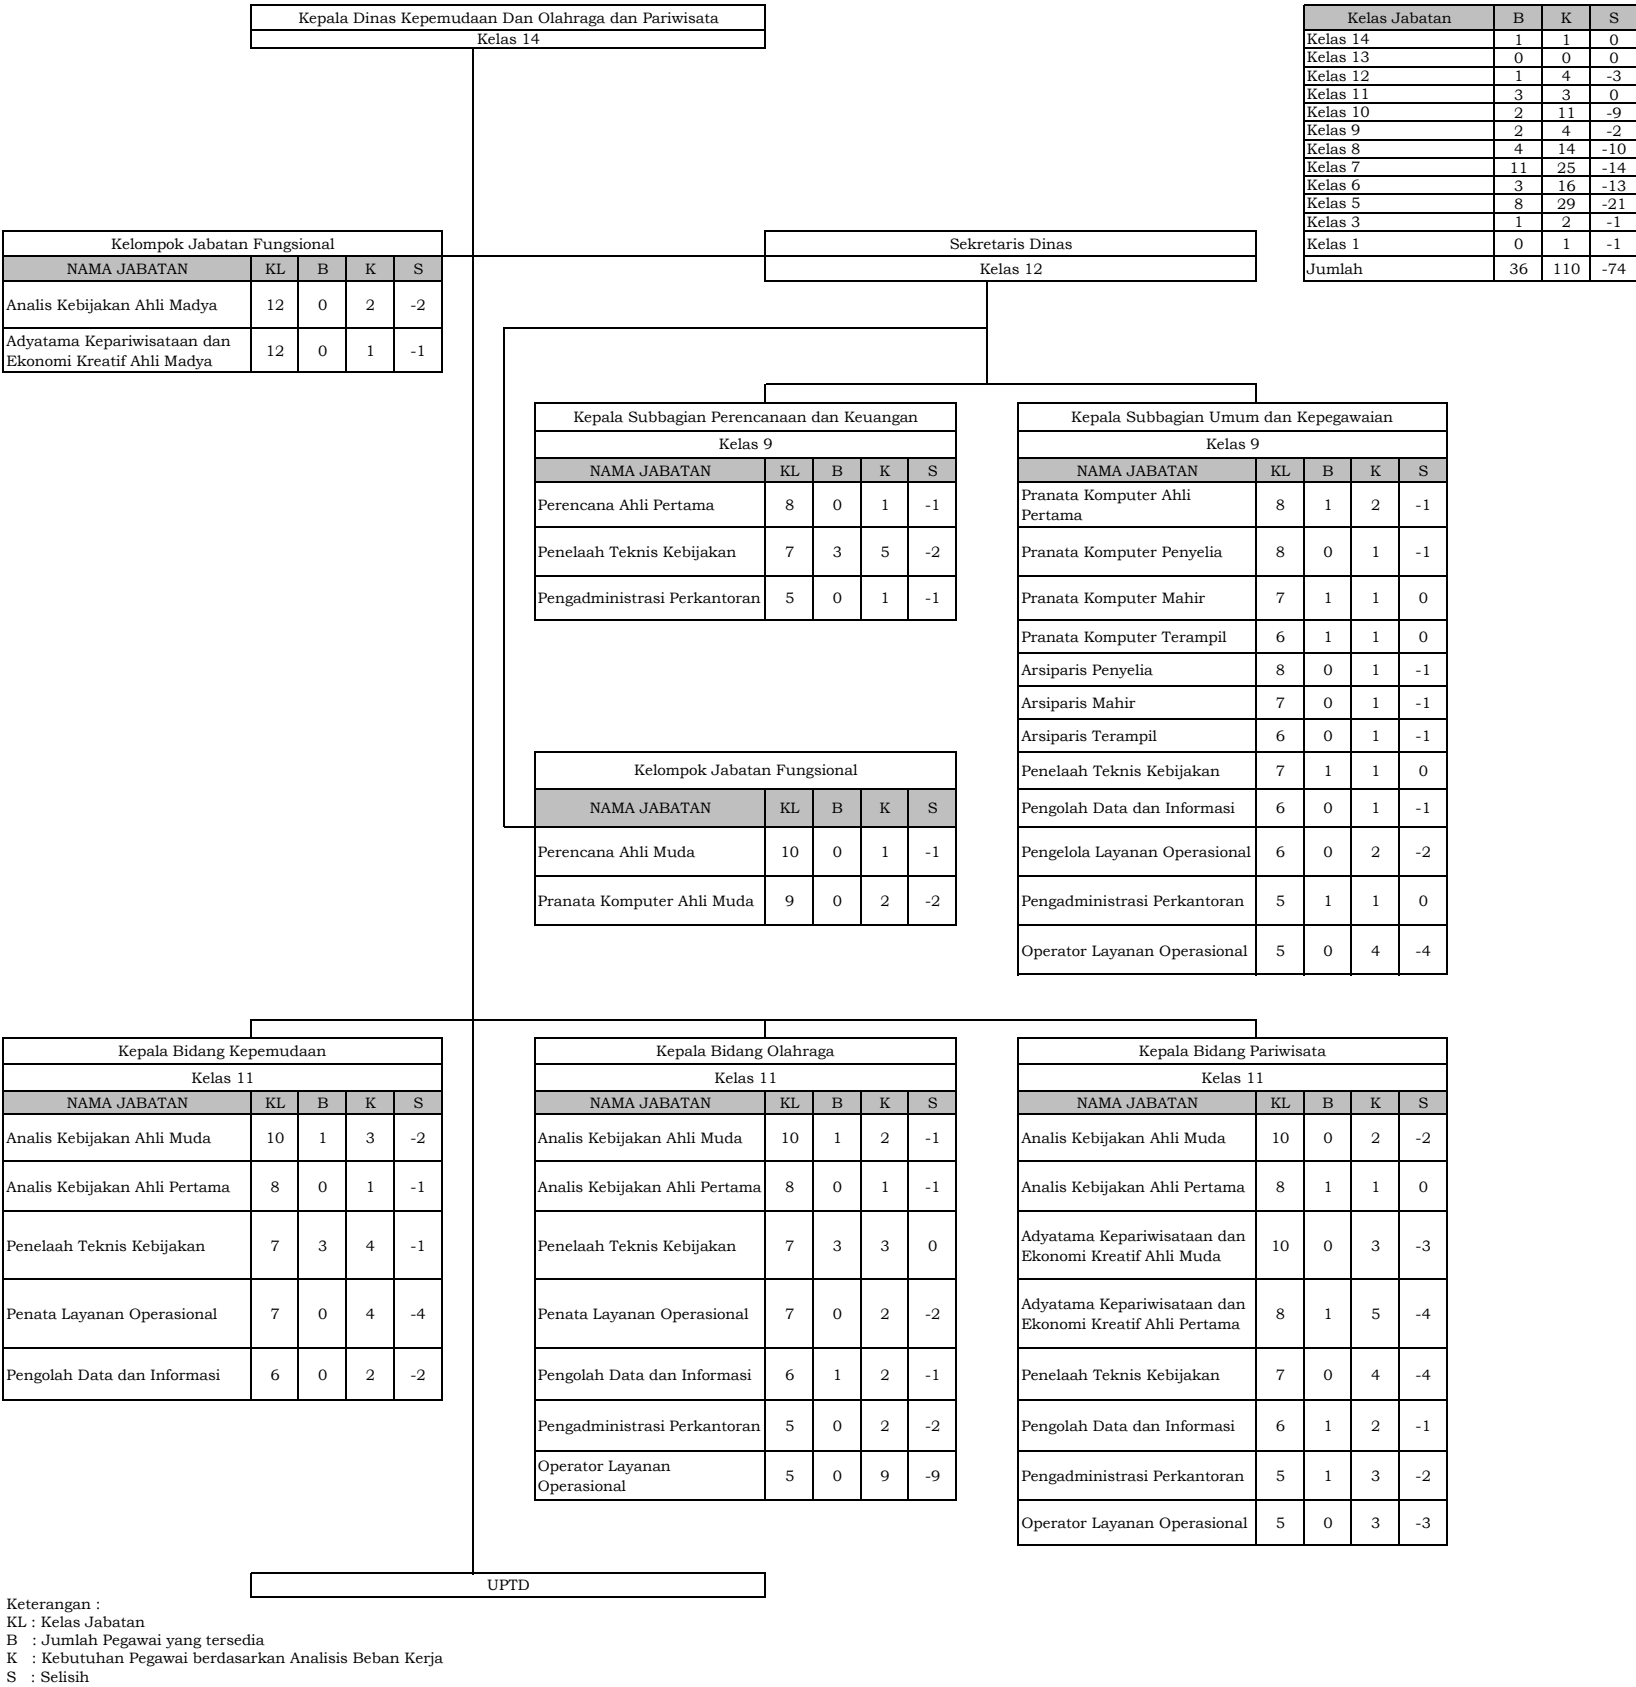 Kepala Dinas Kepemudaan Dan Olahraga dan Pariwisata
Kelas 14
Kelas Jabatan B K S
Kelas 14 1 1 0
Kelas 13 0 0 0
Kelas 12 1 4 -3
Kelas 11 3 3 0
Kelas 10 2 11 -9
Kelas 9 2 4 -2
Kelas 8 4 14 -10
Kelas 7 11 25 -14
Kelas 6 3 16 -13
Kelas 5 8 29 -21
Kelas 3 1 2 -1
Kelas 1 0 1 -1
Jumlah 36 110 -74
Kelompok Jabatan Fungsional
NAMA JABATAN KL B K S
Analis Kebijakan Ahli Madya 12 0 2 -2
Adyatama Kepariwisataan dan
Ekonomi Kreatif Ahli Madya 12 0 1 -1
Sekretaris Dinas
Kelas 12
Kepala Subbagian Perencanaan dan Keuangan
Kelas 9
NAMA JABATAN KL B K S
Perencana Ahli Pertama 8 0 1 -1
Penelaah Teknis Kebijakan 7 3 5 -2
Pengadministrasi Perkantoran 5 0 1 -1
Kelompok Jabatan Fungsional
NAMA JABATAN KL B K S
Perencana Ahli Muda 10 0 1 -1
Pranata Komputer Ahli Muda 9 0 2 -2
Kepala Subbagian Umum dan Kepegawaian
Kelas 9
NAMA JABATAN KL B K S
Pranata Komputer Ahli
Pertama 8 1 2 -1
Pranata Komputer Penyelia 8 0 1 -1
Pranata Komputer Mahir 7 1 1 0
Pranata Komputer Terampil 6 1 1 0
Arsiparis Penyelia 8 0 1 -1
Arsiparis Mahir 7 0 1 -1
Arsiparis Terampil 6 0 1 -1
Penelaah Teknis Kebijakan 7 1 1 0
Pengolah Data dan Informasi 6 0 1 -1
Pengelola Layanan Operasional 6 0 2 -2
Pengadministrasi Perkantoran 5 1 1 0
Operator Layanan Operasional 5 0 4 -4
Kepala Bidang Kepemudaan
Kelas 11
NAMA JABATAN KL B K S
Analis Kebijakan Ahli Muda 10 1 3 -2
Analis Kebijakan Ahli Pertama 8 0 1 -1
Penelaah Teknis Kebijakan 7 3 4 -1
Penata Layanan Operasional 7 0 4 -4
Pengolah Data dan Informasi 6 0 2 -2
Kepala Bidang Olahraga
Kelas 11
NAMA JABATAN KL B K S
Analis Kebijakan Ahli Muda 10 1 2 -1
Analis Kebijakan Ahli Pertama 8 0 1 -1
Penelaah Teknis Kebijakan 7 3 3 0
Penata Layanan Operasional 7 0 2 -2
Pengolah Data dan Informasi 6 1 2 -1
Pengadministrasi Perkantoran 5 0 2 -2
Operator Layanan
Operasional 5 0 9 -9
Kepala Bidang Pariwisata
Kelas 11
NAMA JABATAN KL B K S
Analis Kebijakan Ahli Muda 10 0 2 -2
Analis Kebijakan Ahli Pertama 8 1 1 0
Adyatama Kepariwisataan dan
Ekonomi Kreatif Ahli Muda 10 0 3 -3
Adyatama Kepariwisataan dan
Ekonomi Kreatif Ahli Pertama 8 1 5 -4
Penelaah Teknis Kebijakan 7 0 4 -4
Pengolah Data dan Informasi 6 1 2 -1
Pengadministrasi Perkantoran 5 1 3 -2
Operator Layanan Operasional 5 0 3 -3
UPTD
Keterangan :
KL : Kelas Jabatan
B : Jumlah Pegawai yang tersedia
K : Kebutuhan Pegawai berdasarkan Analisis Beban Kerja
S : Selisih